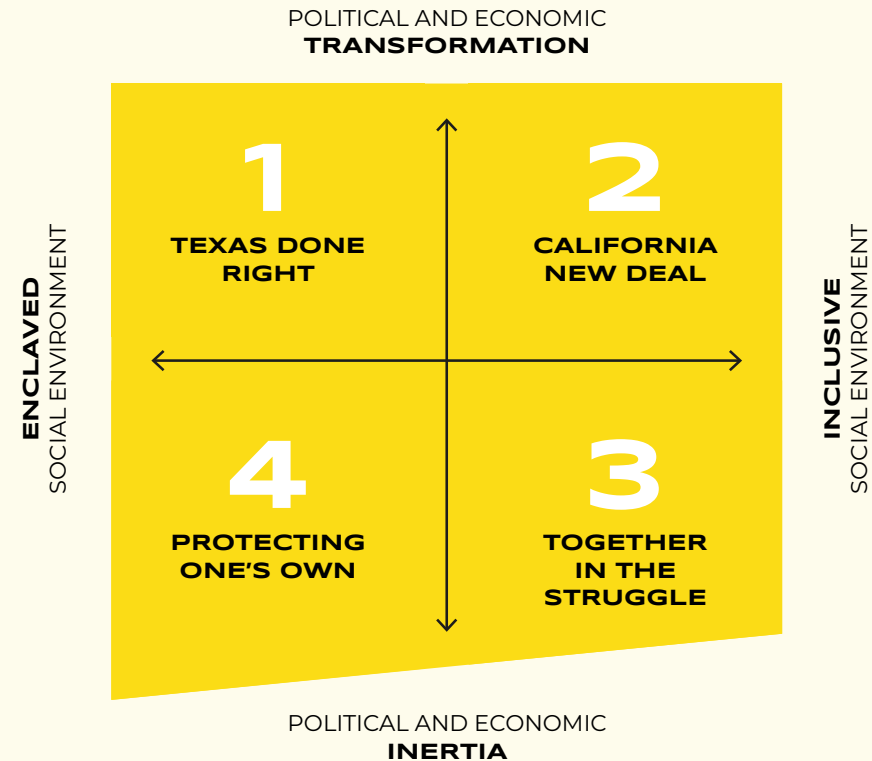 POLITICAL AND ECONOMIC
TRANSFORMATION
ENCLAVED
SOCIAL ENVIRONMENT
1
TEXAS DONE
RIGHT
2
CALIFORNIA
NEW DEAL
INCLUSIVE
SOCIAL ENVIRONMENT
4
PROTECTING
ONE'S OWN
3
TOGETHER
IN THE
STRUGGLE
POLITICAL AND ECONOMIC
INERTIA